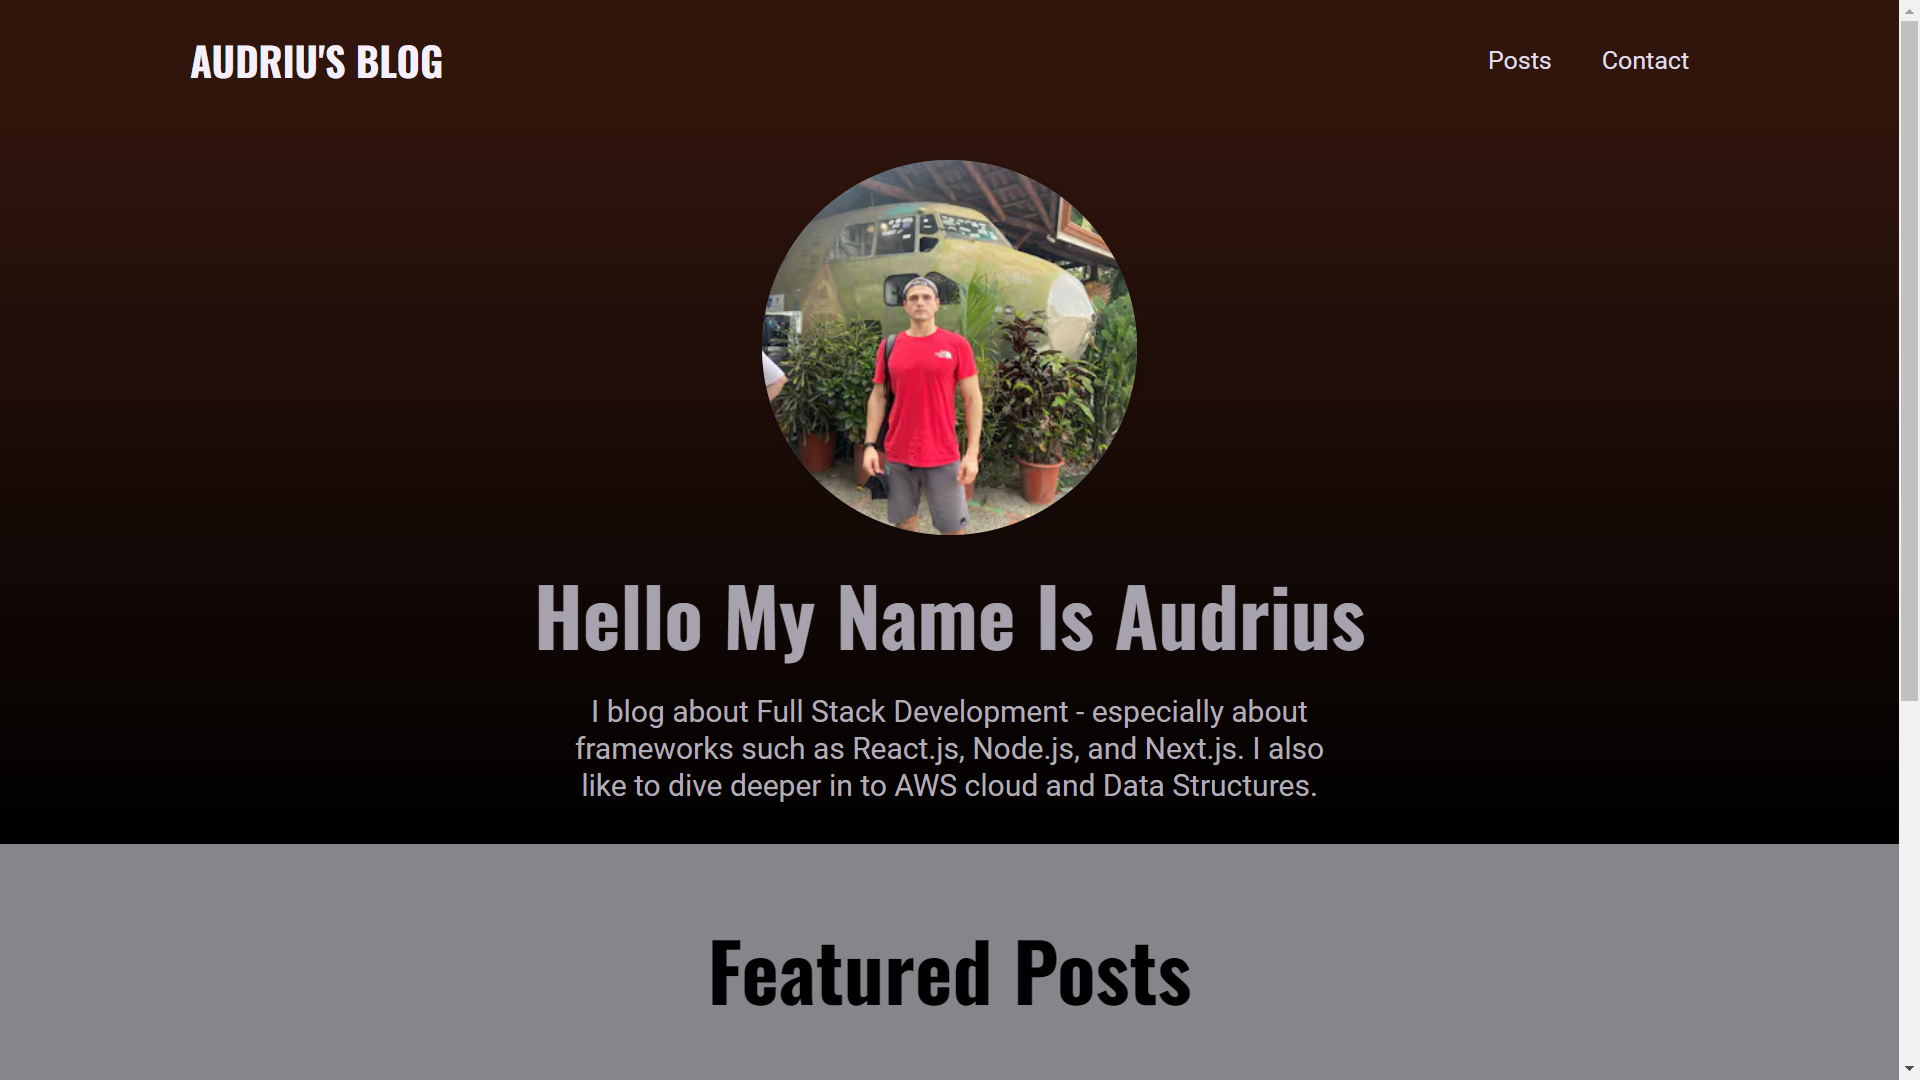 AUDRIU'S BLOG
Posts
Contact
Hello My Name Is Audrius
I blog about Full Stack Development - especially about
frameworks such as React.js, Node.js, and Next.js. I also
like to dive deeper in to AWS cloud and Data Structures.
Featured Posts